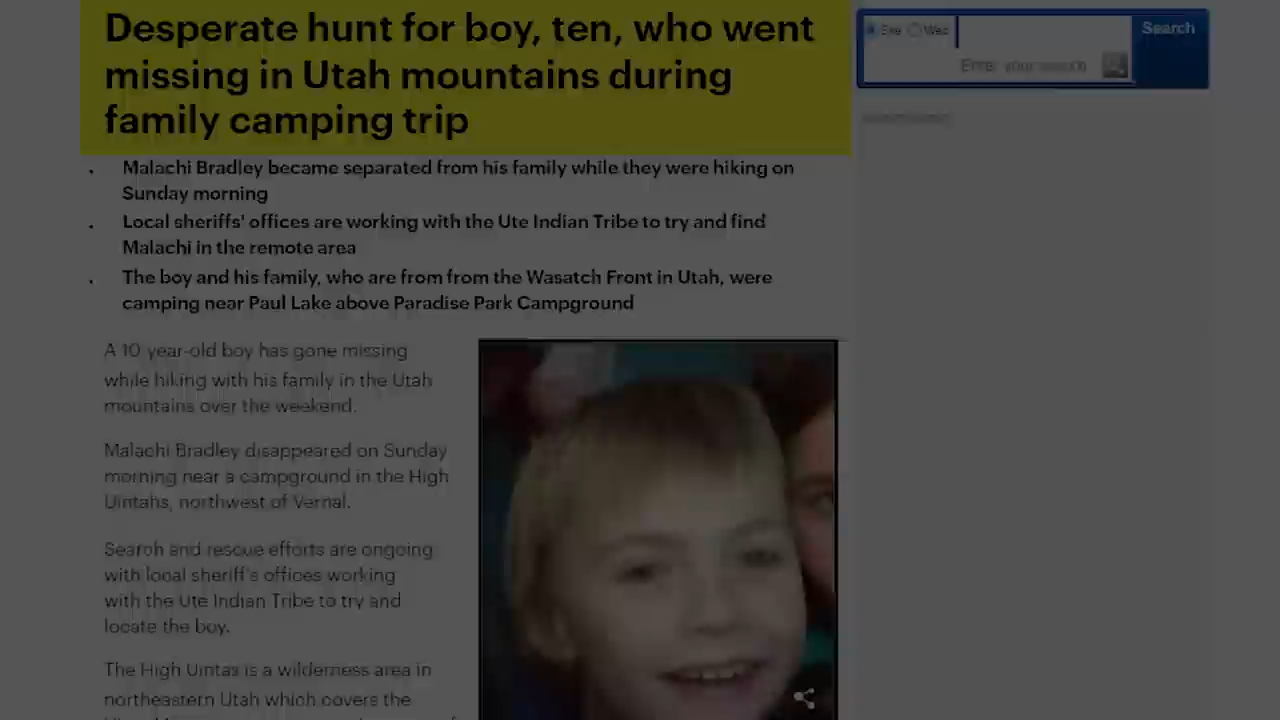 Desperate hunt for boy, ten, who went
missing in Utah mountains during
family camping trip
Search
Enter your search
Malachi Bradley became separated from his family while they were hiking on
Sunday morning
Local sheriffs' offices are working with the Ute Indian Tribe to try and find
Malachi in the remote area
The boy and his family, who are from from the Wasatch Front in Utah, were
camping near Paul Lake above Paradise Park Campground
A 10 year-old boy has gone missing
while hiking with his family in the Utah
mountains over the weekend.
Malachi Bradley disappeared on Sunday
morning near a campground in the High
Uintahs, northwest of Vernal.
Search and rescue efforts are ongoing
with local sheriff's offices working
with the Ute Indian Tribe to try and
locate the boy.
The High Uintas is a wilderness area in
northeastern Utah which covers the